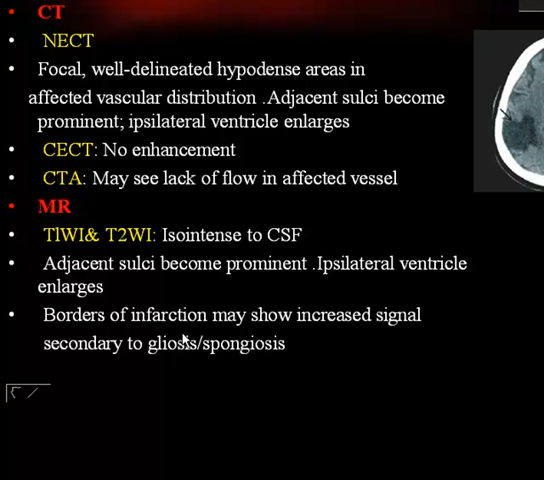 • CT
• NECT
• Focal, well-delineated hypodense areas in
affected vascular distribution .Adjacent sulci become
prominent; ipsilateral ventricle enlarges
• CECT: No enhancement
• CTA: May see lack of flow in affected vessel
• MR
• TlWI& T2WI: Isointense to CSF
Adjacent sulci become prominent .Ipsilateral ventricle
enlarges
• Borders of infarction may show increased signal
secondary to gliosis/spongiosis